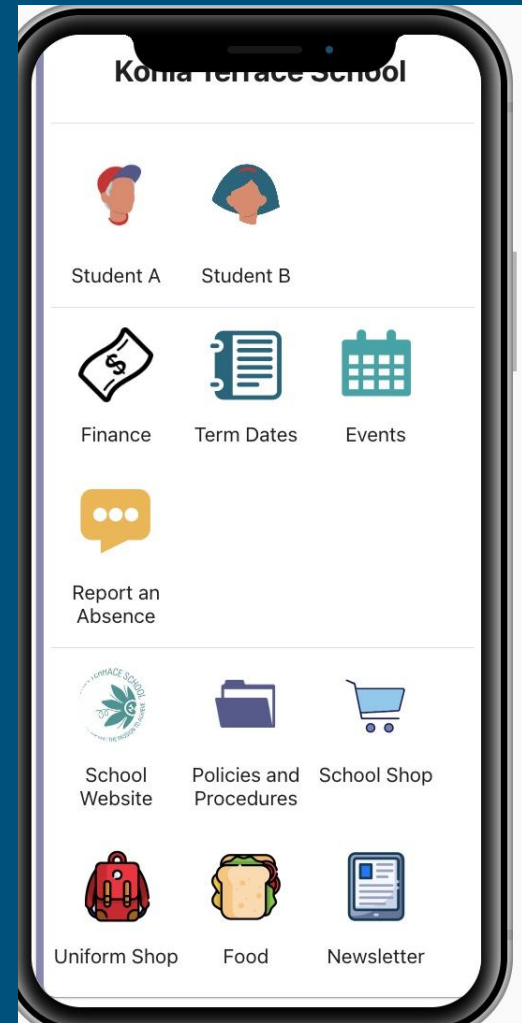 Kohia Terrace School
Student A
Student B
Finance
Term Dates
Events
Report an
Absence
School
Website
Policies and
Procedures
School Shop
Uniform Shop
Food
Newsletter